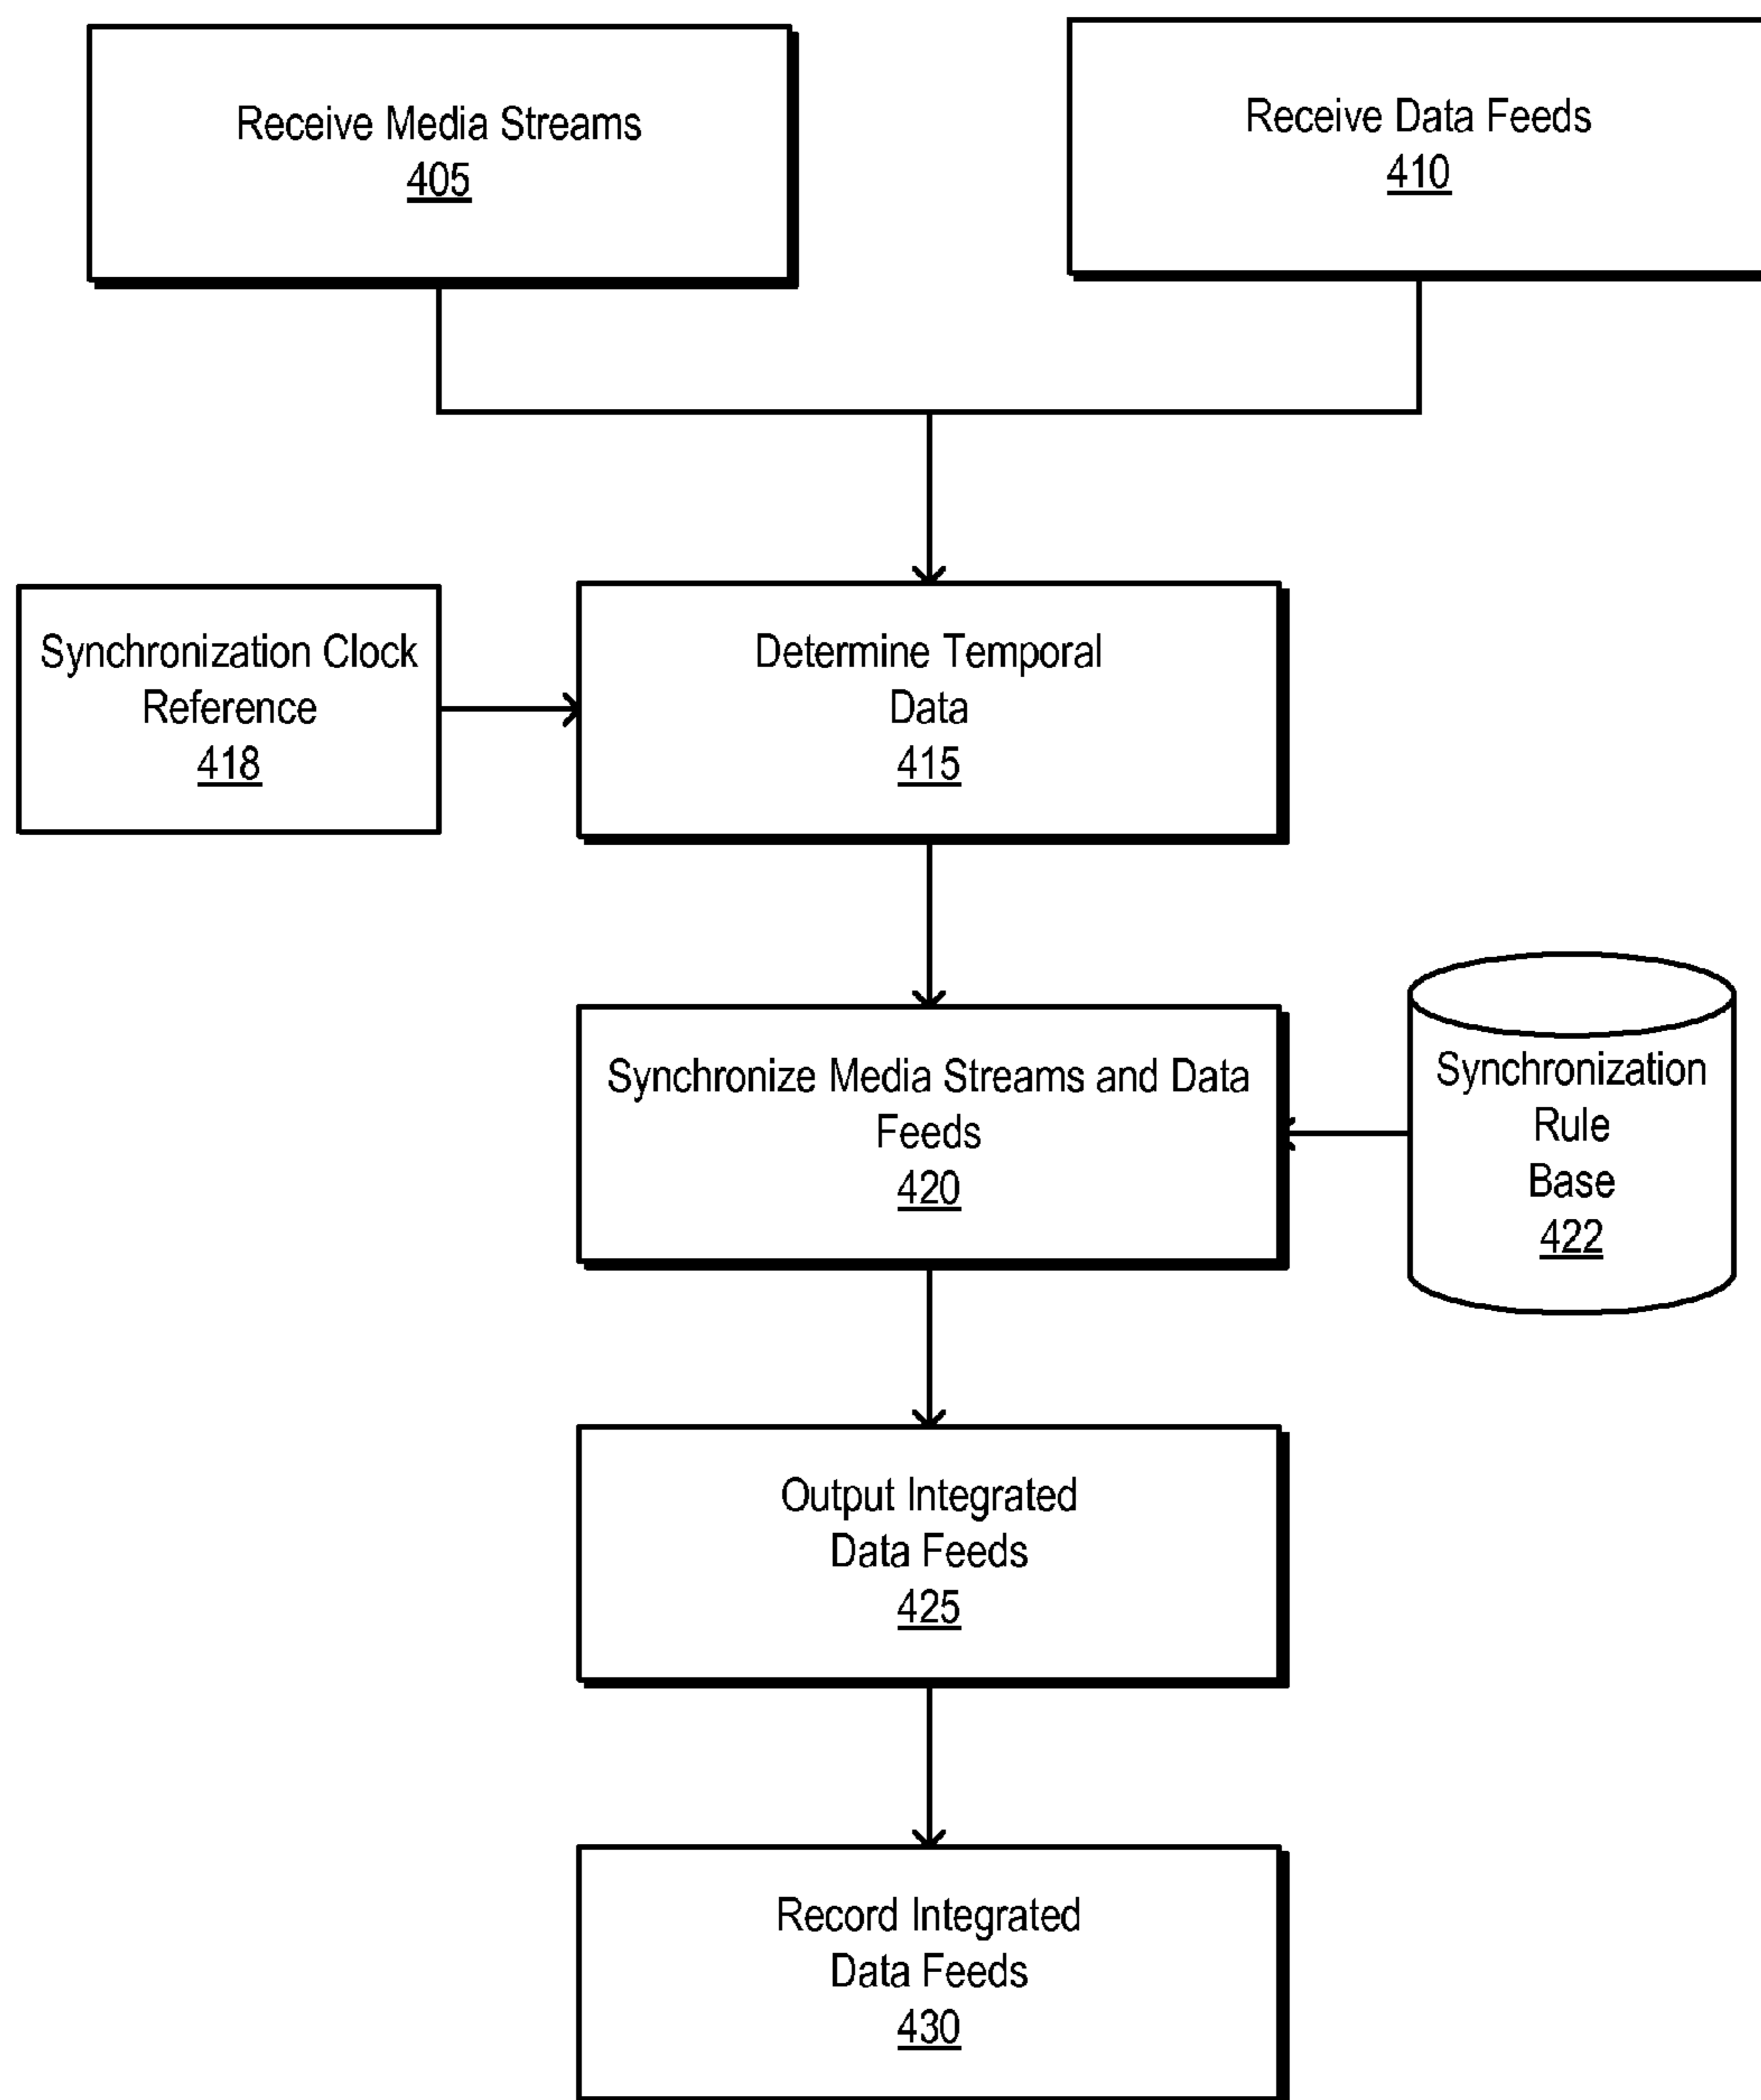 Receive Media Streams
405
Receive Data Feeds
410
Synchronization Clock
Reference
418
Determine Temporal
Data
415
Synchronize Media Streams and Data
Feeds
420
Synchronization
Rule
Base
422
Output Integrated
Data Feeds
425
Record Integrated
Data Feeds
430